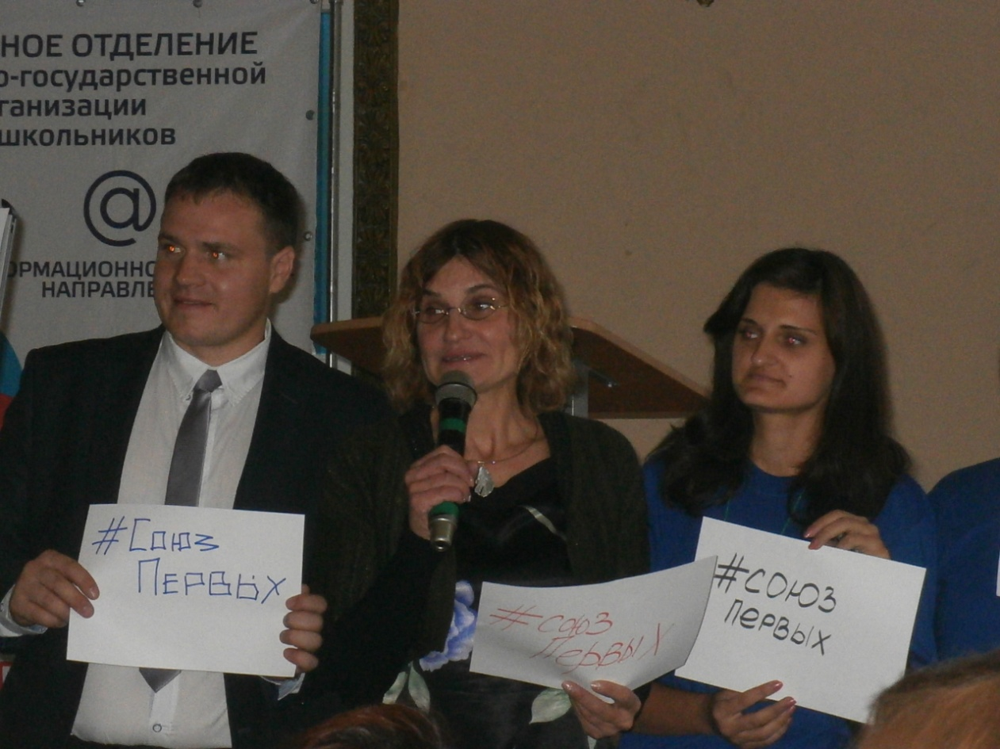 НОЕ ОТДЕЛЕНИЕ
о-государственной
ганизации
школьников
@
ОРМАЦИОННО
НАПРАВЛЕ
#Союз
Первых
#союз
Первых
#союз
первых